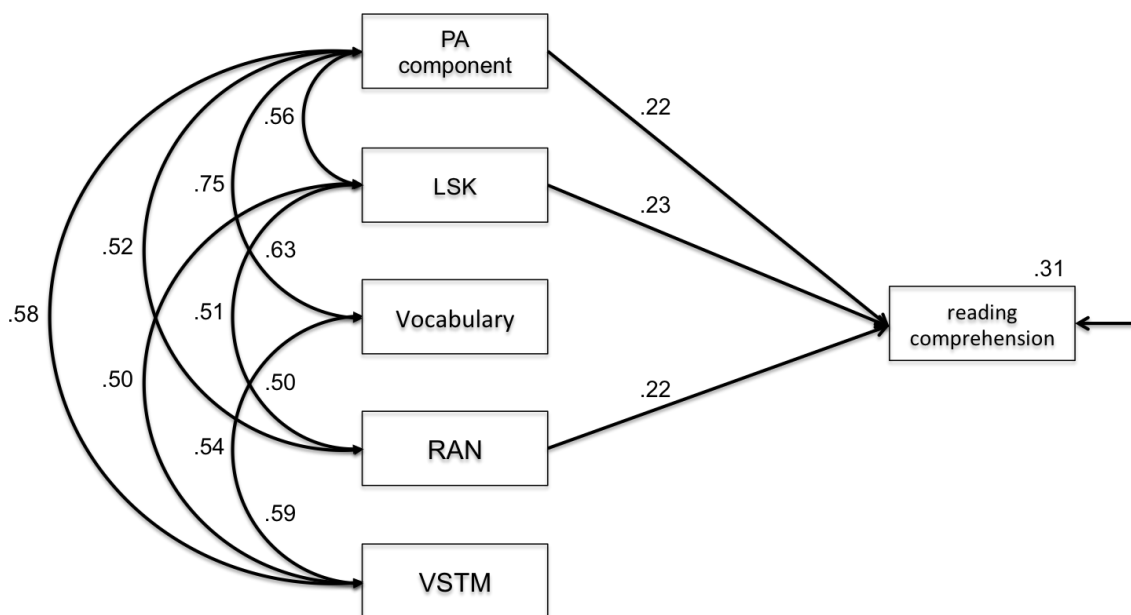 PA
component
.22
.56
LSK
.75
.23
.52
.63
.31
.58
.51
Vocabulary
reading
comprehension
.50
.50
.22
.54
RAN
.59
VSTM